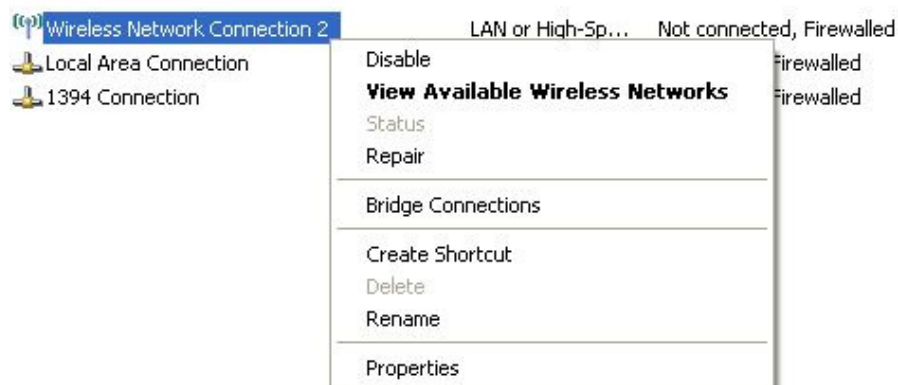 Wireless Network Connection 2 LAN or High-Sp... Not connected, Firewalled
Local Area Connection Firewalled
1394 Connection Firewalled
Disable
View Available Wireless Networks
Status
Repair
Bridge Connections
Create Shortcut
Delete
Rename
Properties